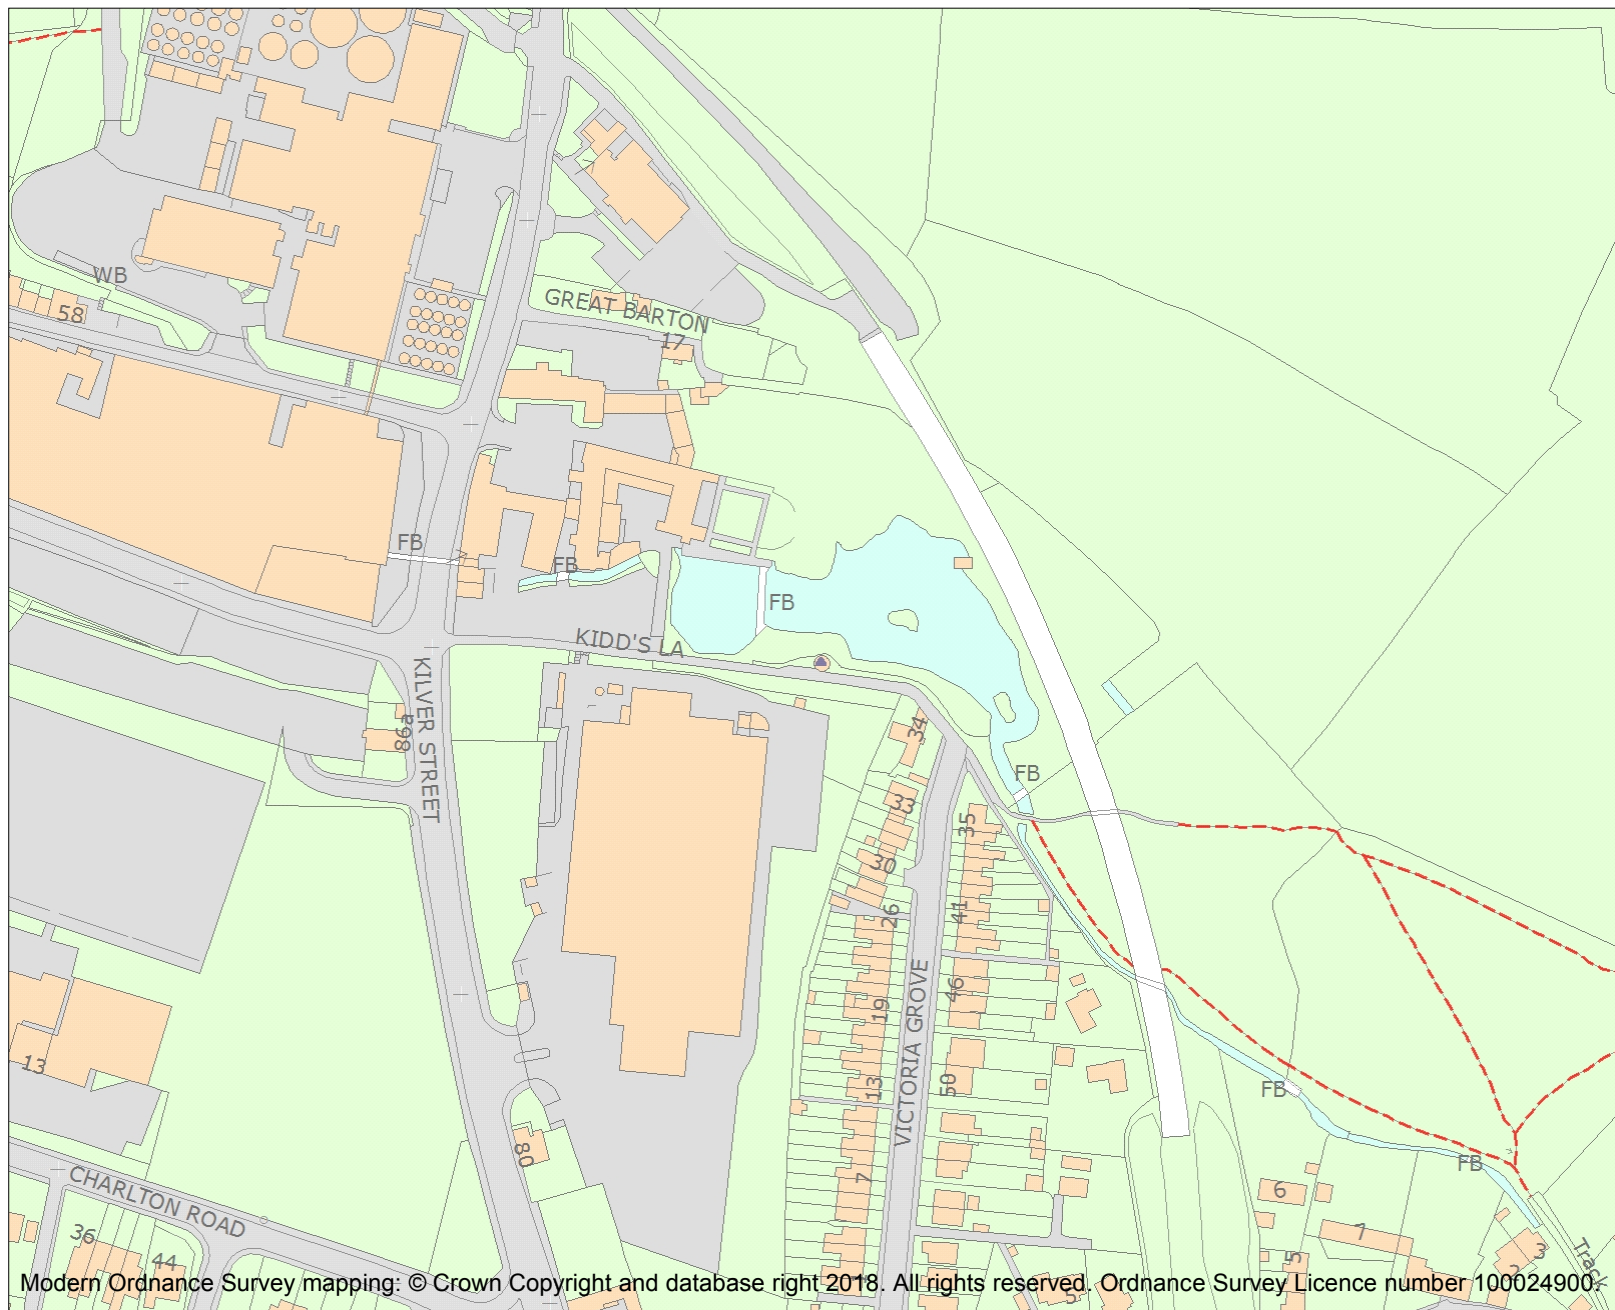 WB
58
GREAT BARTON
17
FB
FB
FB
KIDD'S LA
KILVER STREET
86a
34
FB
33
35
30
26
41
46
19
VICTORIA GROVE
13
50
13
80
7
FB
FB
CHARLTON ROAD
36
44
6
7
5
3
2
Track
5
Modern Ordnance Survey mapping: © Crown Copyright and database right 2018. All rights reserved. Ordnance Survey Licence number 100024900.